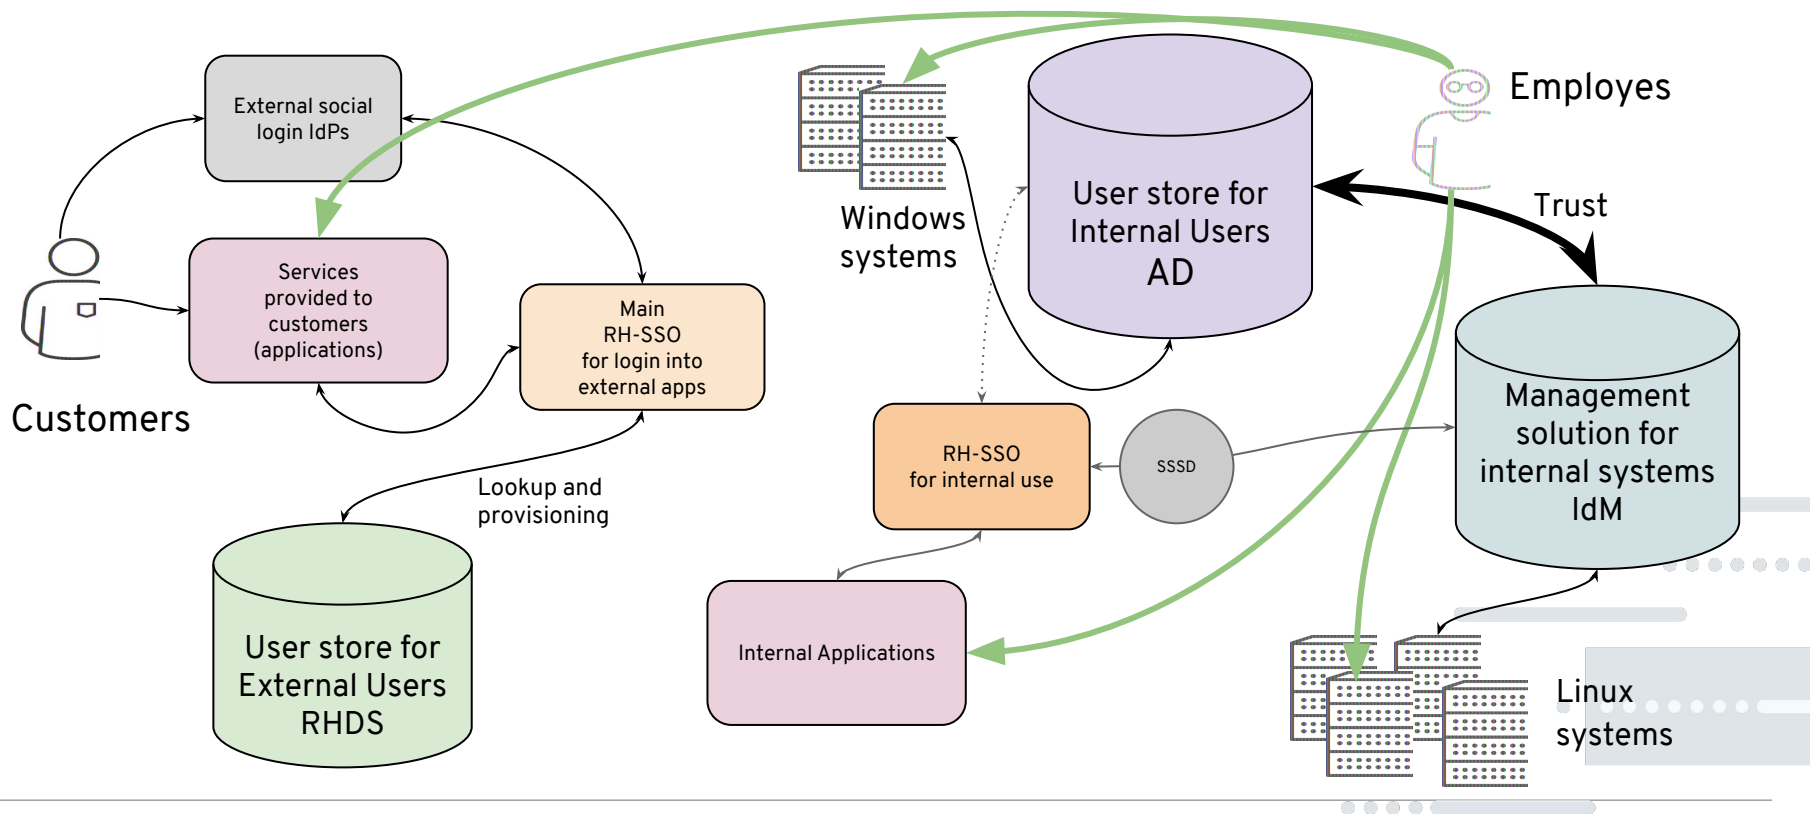 External social
login IdPs
Employes
Trust
Windows
systems
User store for
Internal Users
AD
Services
provided to
customers
(applications)
Main
RH-SSO
for login into
external apps
Customers
Management
solution for
internal systems
IdM
RH-SSO
for internal use
SSSD
Lookup and
provisioning
User store for
External Users
RHDS
Internal Applications
Linux
systems